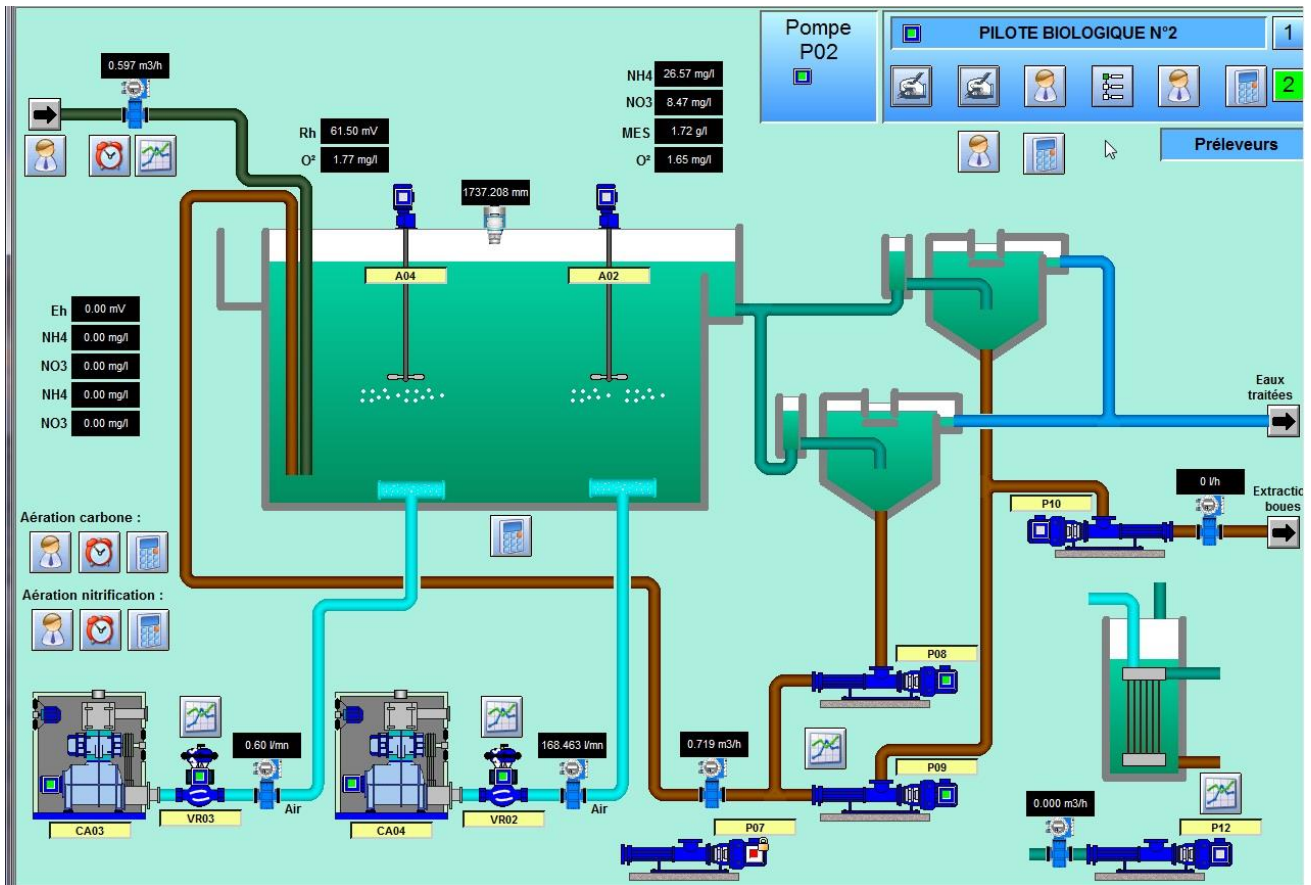 Pompe
P02
PILOTE BIOLOGIQUE N°2
1
2
Préleveurs
0.597 m3/h
NH4 26.57 mg/l
NO3 8.47 mg/l
MES 1.72 g/l
O² 1.65 mg/l
Rh 61.50 mV
O² 1.77 mg/l
1737.208 mm
A04
A02
Eh 0.00 mV
NH4 0.00 mg/l
NO3 0.00 mg/l
NH4 0.00 mg/l
NO3 0.00 mg/l
Eaux
traitées
0 l/h
Extractio
boues
P10
Aération carbone :
Aération nitrification :
P08
0.60 l/mn
168.463 l/mn
0.719 m3/h
P09
Air
Air
VR03
VR02
CA03
CA04
P07
0.000 m3/h
P12